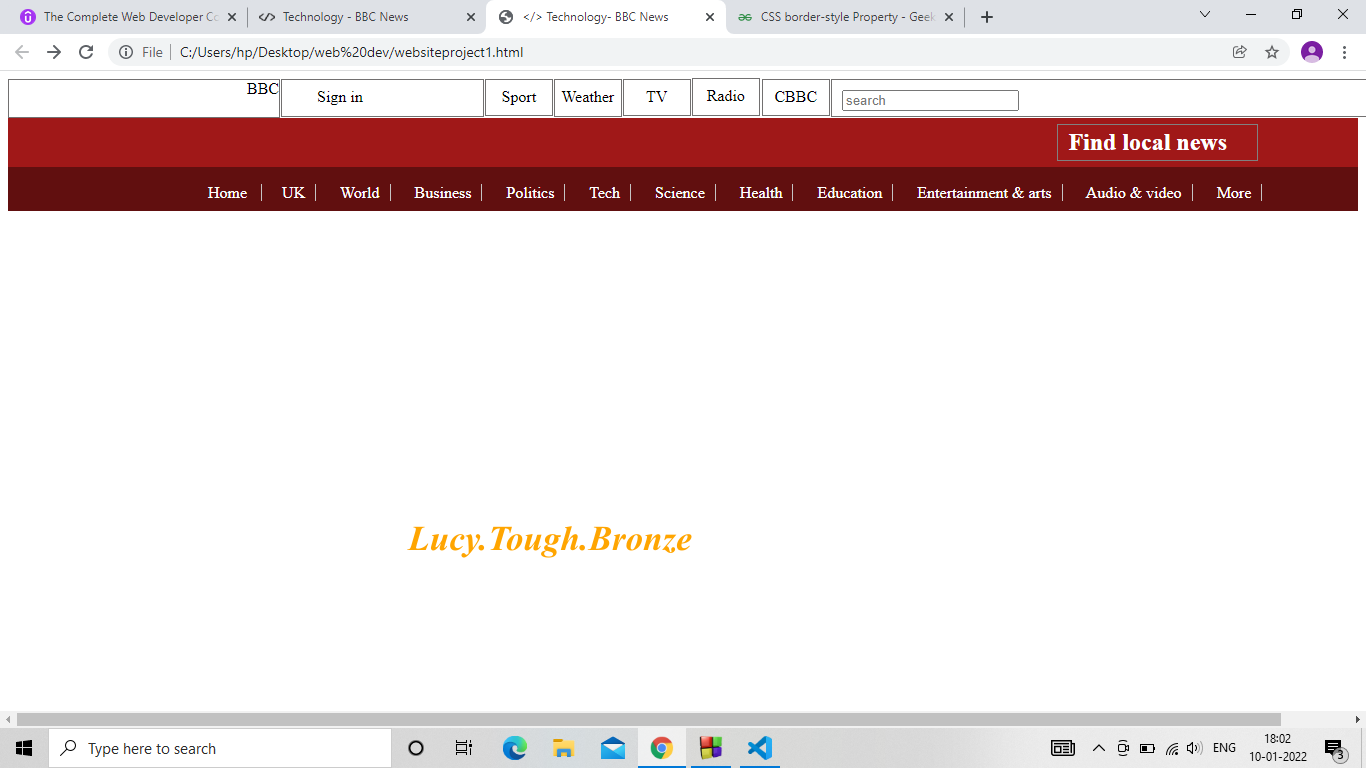 The Complete Web Developer Co
</> Technology - BBC News
</> Technology- BBC News
CSS border-style Property - Geek
File C:/Users/hp/Desktop/web%20dev/websiteproject1.html
BBC Sign in Sport Weather TV Radio CBBC search
Find local news
Home UK World Business Politics Tech Science Health Education Entertainment & arts Audio & video More
Lucy.Tough.Bronze
Type here to search
ENG
18:02
10-01-2022
3